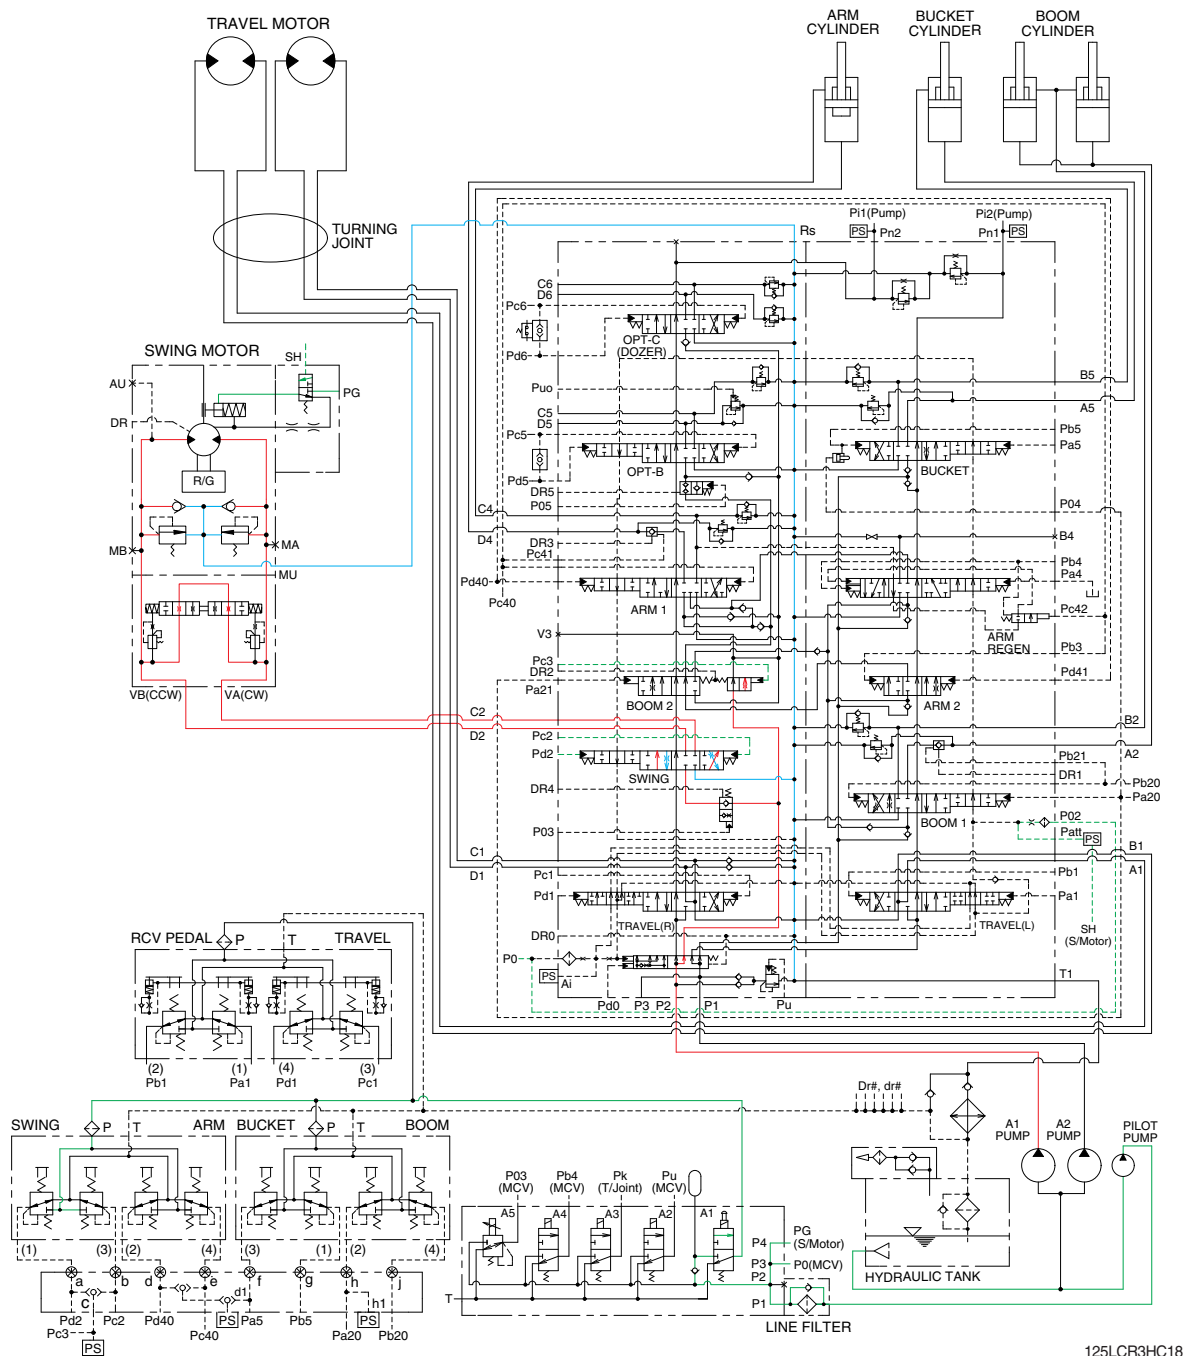 TRAVEL MOTOR
ARM
CYLINDER
BUCKET
CYLINDER
BOOM
CYLINDER
TURNING
JOINT
Pi1(Pump)
Pi2(Pump)
PS
Pn2
Pn1
PS
Rs
C6
D6
Pc6
Pd6
OPT-C
(DOZER)
SWING MOTOR
SH
AU
PG
DR
R/G
MB
MA
MU
VB(CCW)
VA(CW)
Puo
C5
D5
Pc5
Pd5
OPT-B
DR5
P05
C4
D4
DR3
Pc41
Pd40
Pc40
ARM 1
V3
Pc3
DR2
Pa21
BOOM 2
C2
D2
Pc2
Pd2
SWING
DR4
P03
C1
D1
Pc1
Pd1
TRAVEL(R)
DR0
P0
PS
Ai
Pd0
P3
P2
P1
Pu
B5
A5
Pb5
Pa5
BUCKET
P04
B4
Pb4
Pa4
Pc42
ARM
REGEN
Pb3
Pd41
ARM 2
B2
A2
Pb21
DR1
Pb20
Pa20
BOOM 1
P02
Patt
PS
B1
A1
Pb1
Pa1
TRAVEL(L)
SH
(S/Motor)
T1
RCV PEDAL
P
T
TRAVEL
(2)
(1)
(4)
(3)
Pb1
Pa1
Pd1
Pc1
SWING
P
T
ARM
BUCKET
P
T
BOOM
(1)
(3)
(2)
(4)
(3)
(1)
(2)
(4)
a
b
d
e
f
g
h
j
c
d1
h1
Pd2
Pc2
Pd40
Pc40
PS
Pa5
Pb5
Pa20
PS
Pb20
Pc3
PS
P03
(MCV)
Pb4
(MCV)
Pk
(T/Joint)
Pu
(MCV)
A5
A4
A3
A2
A1
T
P4
P3
P2
P1
PG
(S/Motor)
P0(MCV)
LINE FILTER
Dr#, dr#
A1
PUMP
A2
PUMP
PILOT
PUMP
HYDRAULIC TANK
125LCR3HC18